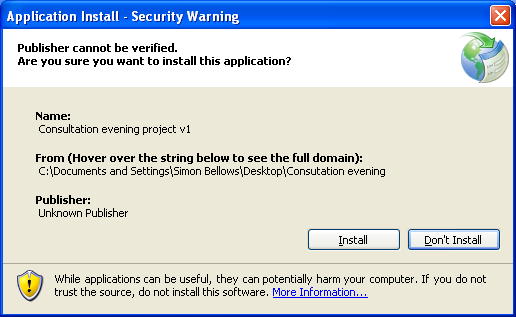 Application Install - Security Warning
Publisher cannot be verified.
Are you sure you want to install this application?
Name:
Consultation evening project v1
From (Hover over the string below to see the full domain):
C:\Documents and Settings\Simon Bellows\Desktop\Consutation evening
Publisher:
Unknown Publisher
Install
Don't Install
While applications can be useful, they can potentially harm your computer. If you do not
trust the source, do not install this software. More Information...